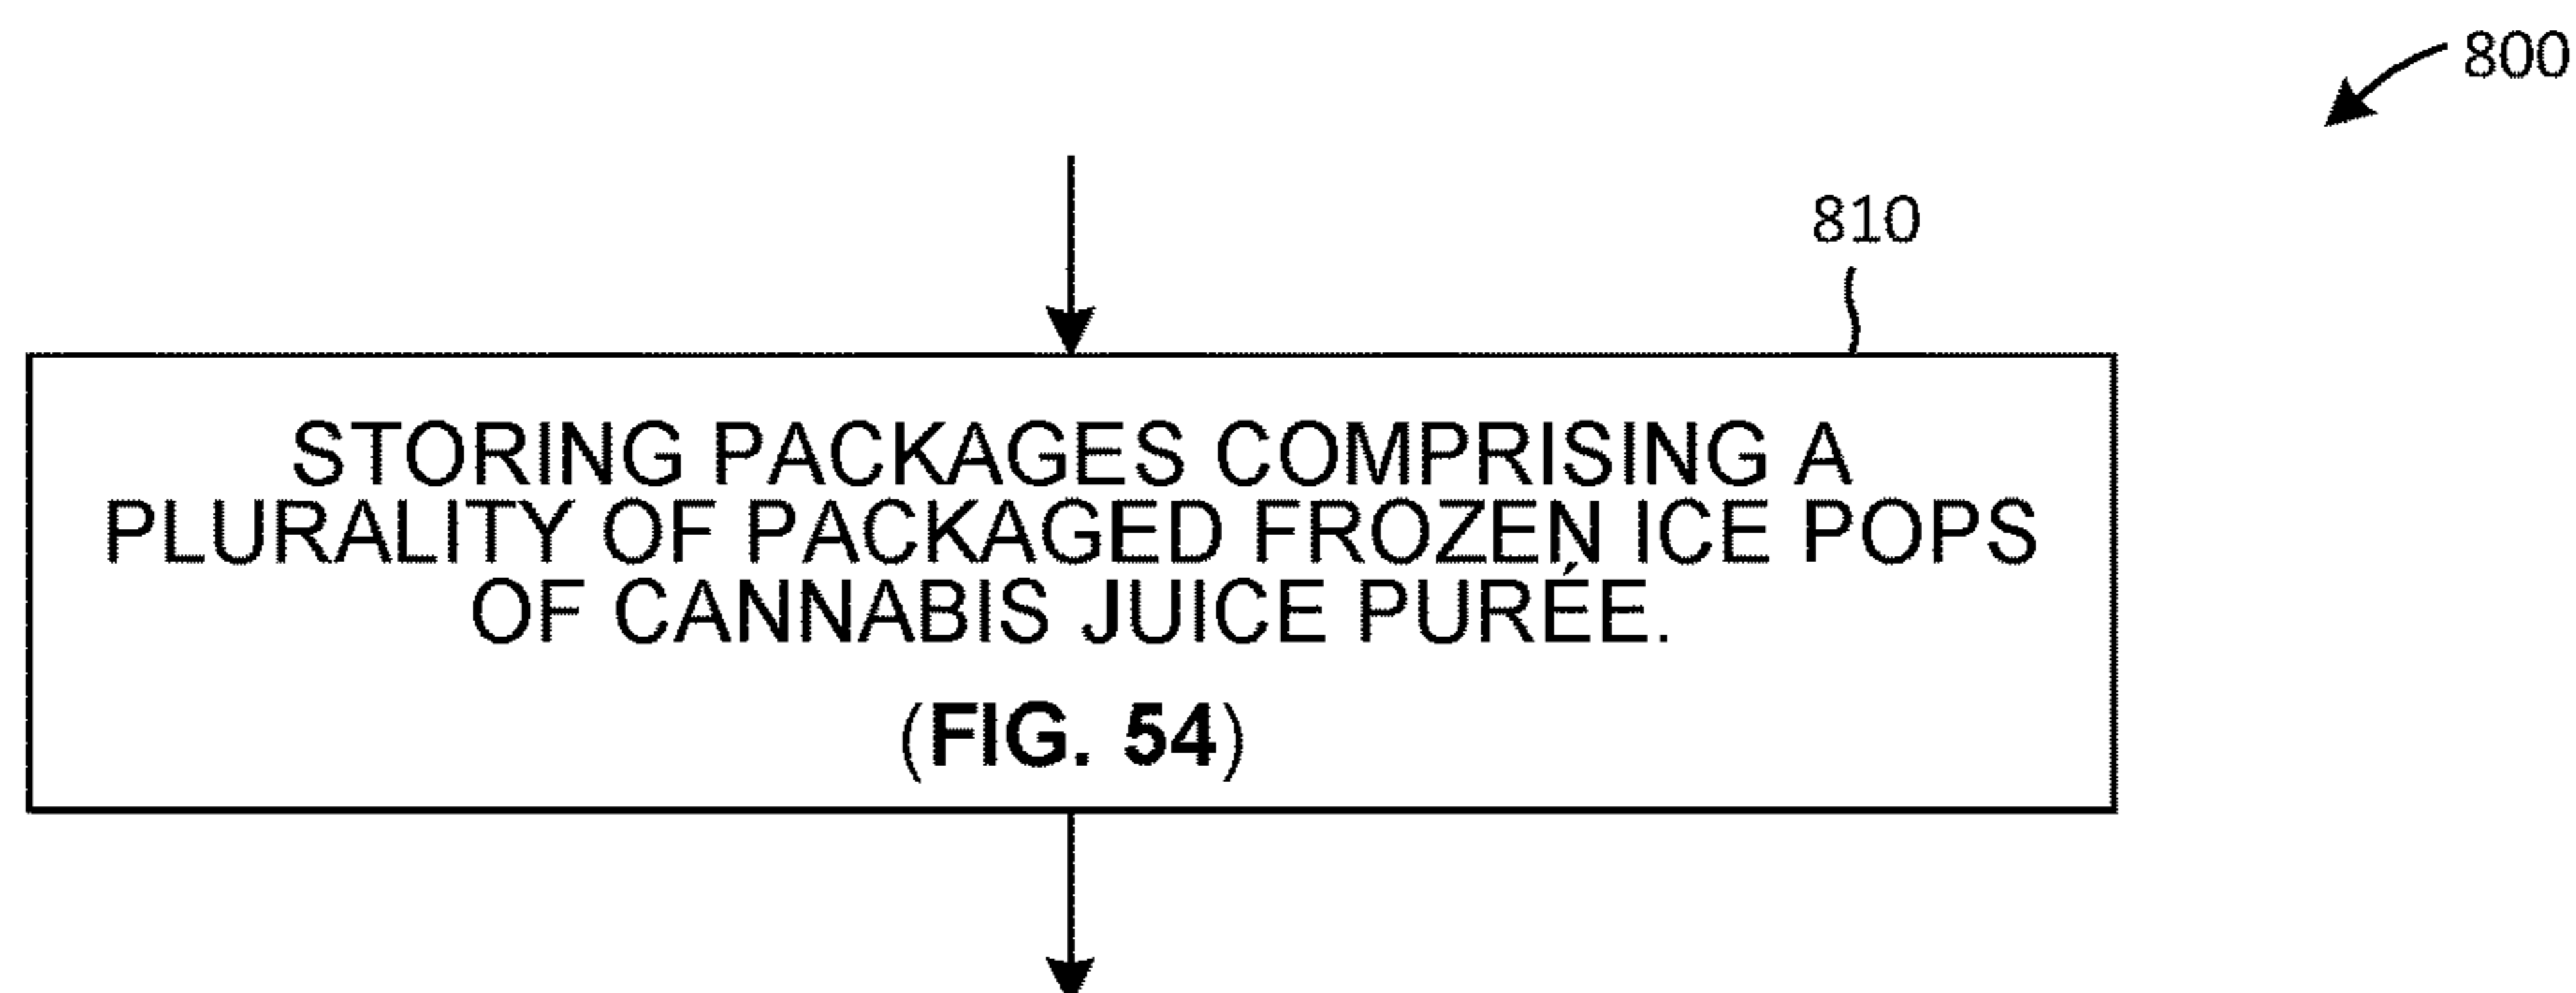 800
810
STORING PACKAGES COMPRISING A
PLURALITY OF PACKAGED FROZEN ICE POPS
OF CANNABIS JUICE PURÉE.
(FIG. 54)